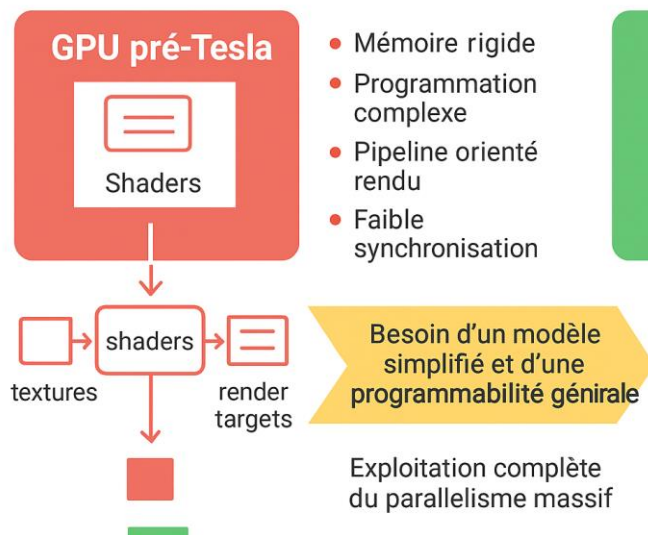 GPU pré-Tesla
Shaders
• Mémoire rigide
• Programmation
complexe
• Pipeline orienté
rendu
• Faible
synchronisation
shaders
textures
render
targets
Besoin d'un modèle
simplifié et d'une
programmabilité génirale
Exploitation complète
du parallelisme massif